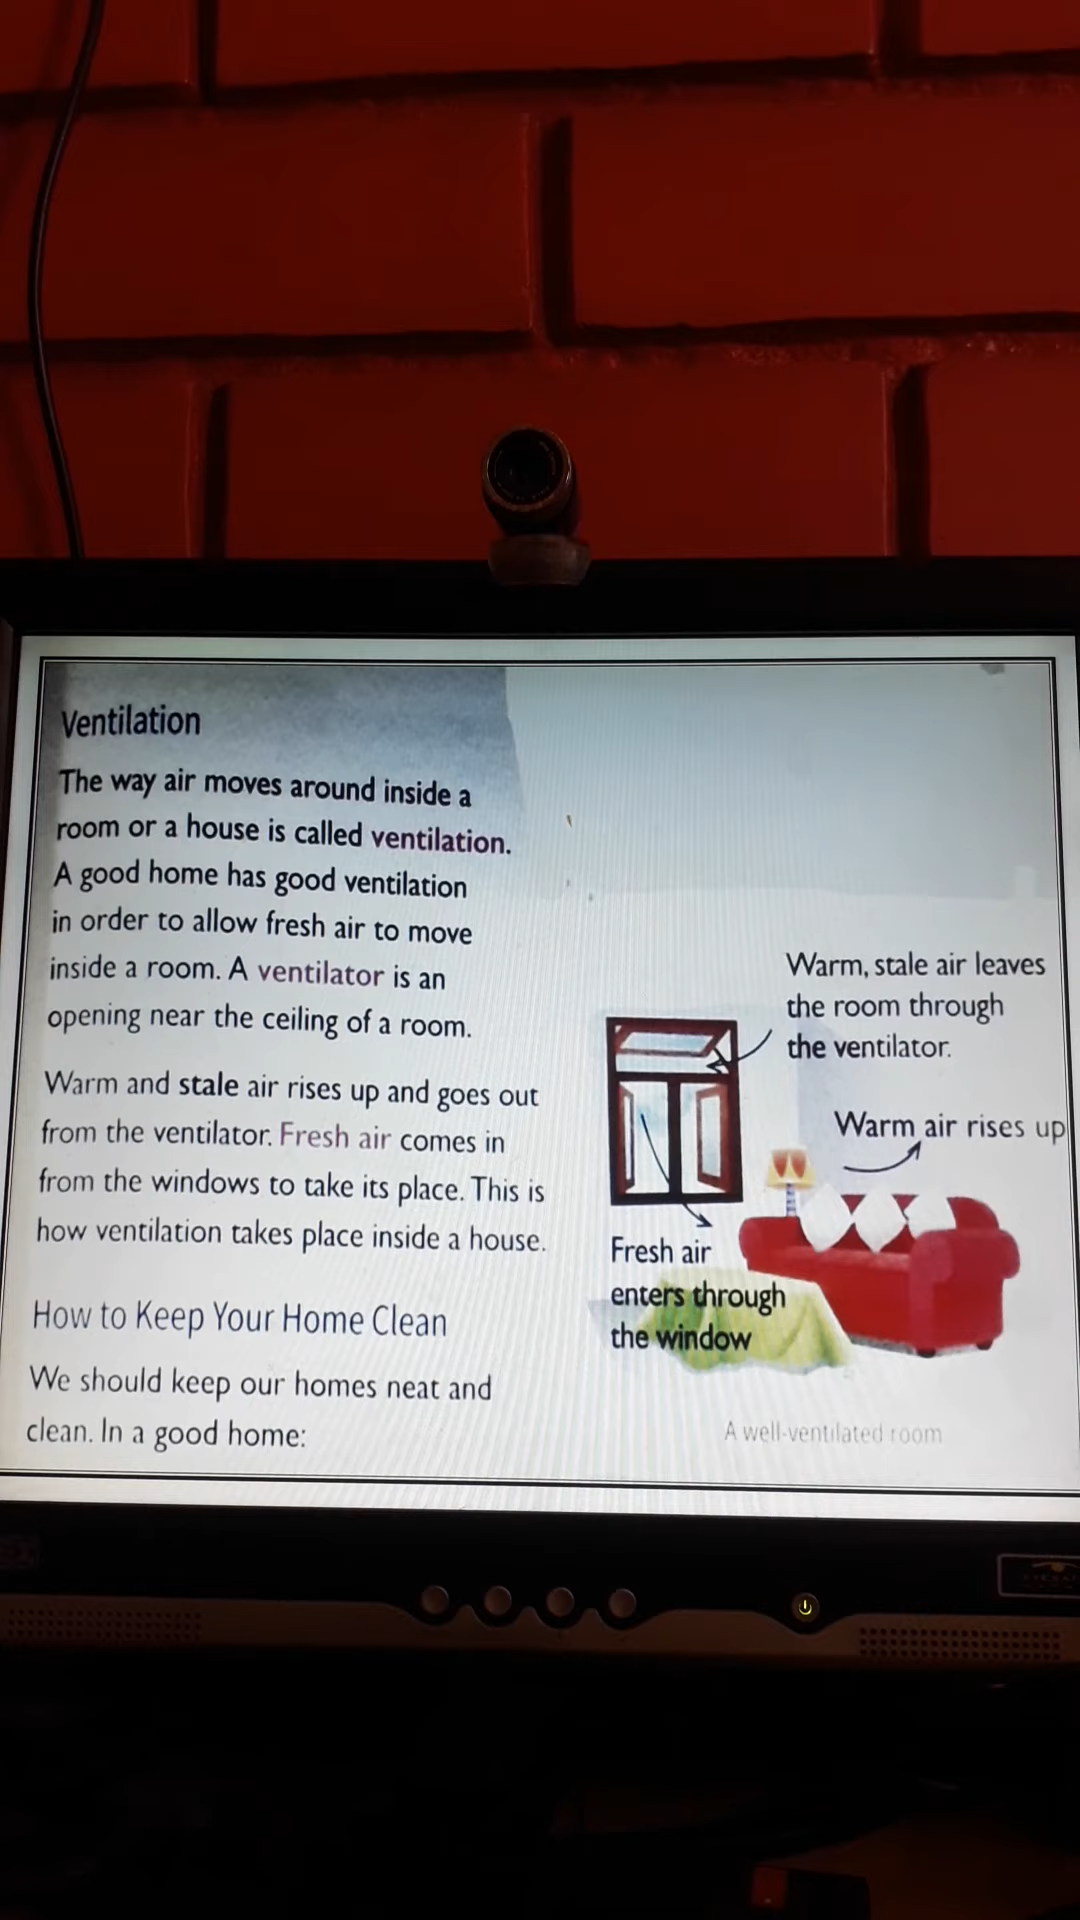 Ventilation
The way air moves around inside a
room or a house is called ventilation.
A good home has good ventilation
in order to allow fresh air to move
inside a room. A ventilator is an
opening near the ceiling of a room.
Warm and stale air rises up and goes out
from the ventilator. Fresh air comes in
from the windows to take its place. This is
how ventilation takes place inside a house.
How to Keep Your Home Clean
We should keep our homes neat and
clean. In a good home:
Warm, stale air leaves
the room through
the ventilator.
Warm air rises up
Fresh air
enters through
the window
A well-ventilated room